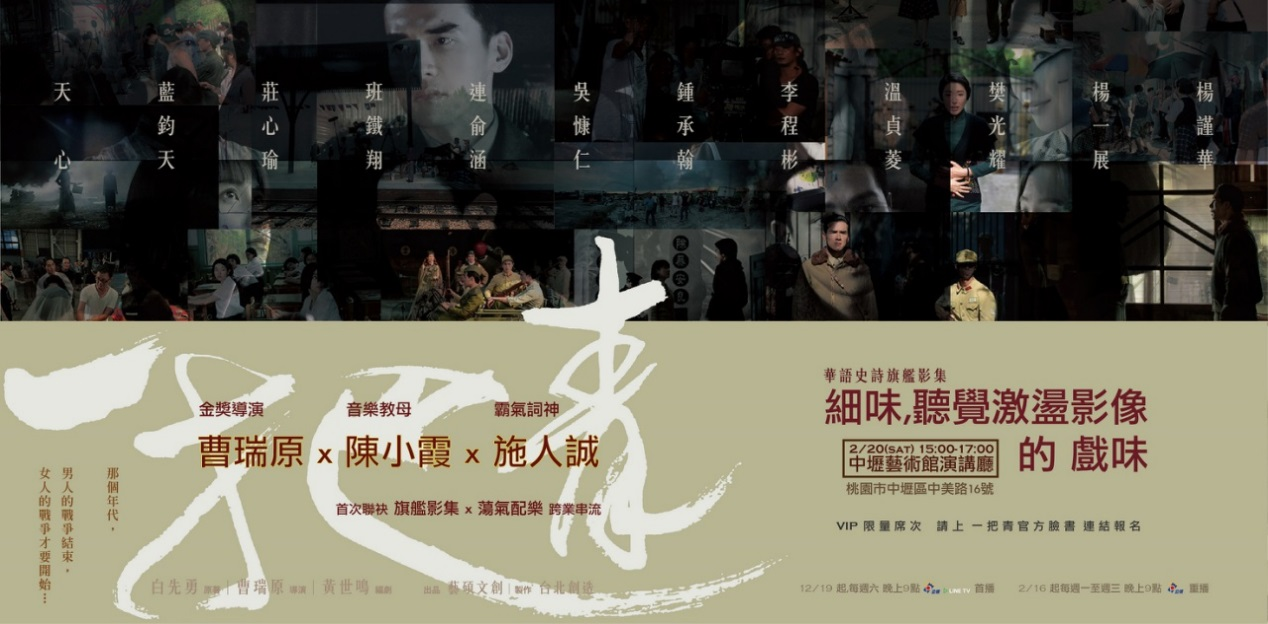 天心
藍鈞天
莊心瑜
班鐵翔
連俞涵
吳慷仁
鍾承翰
李程彬
溫貞菱
樊光耀
楊一展
楊謹華
一把青
金獎導演 音樂教母 霸氣詞神
曹瑞原 x 陳小霞 x 施人誠
首次聯袂 旗艦影集 x 蕩氣配樂 跨業串流
那個年代，
男人的戰爭結束，
女人的戰爭才要開始…
白先勇 原著 | 曹瑞原 導演 | 黃世鳴 編劇 出品 藝碩文創 | 製作 台北創造
華語史詩旗艦影集
細味,聽覺激盪影像
的 戲味
2/20(SAT) 15:00-17:00
中壢藝術館演講廳
桃園市中壢區中美路16號
VIP 限量席次 請上 一把青官方臉書 連結報名
12/19 起,每週六 晚上9點 公視 LINE TV 首播 2/16 起每週一至週三 晚上9點 公視 重播